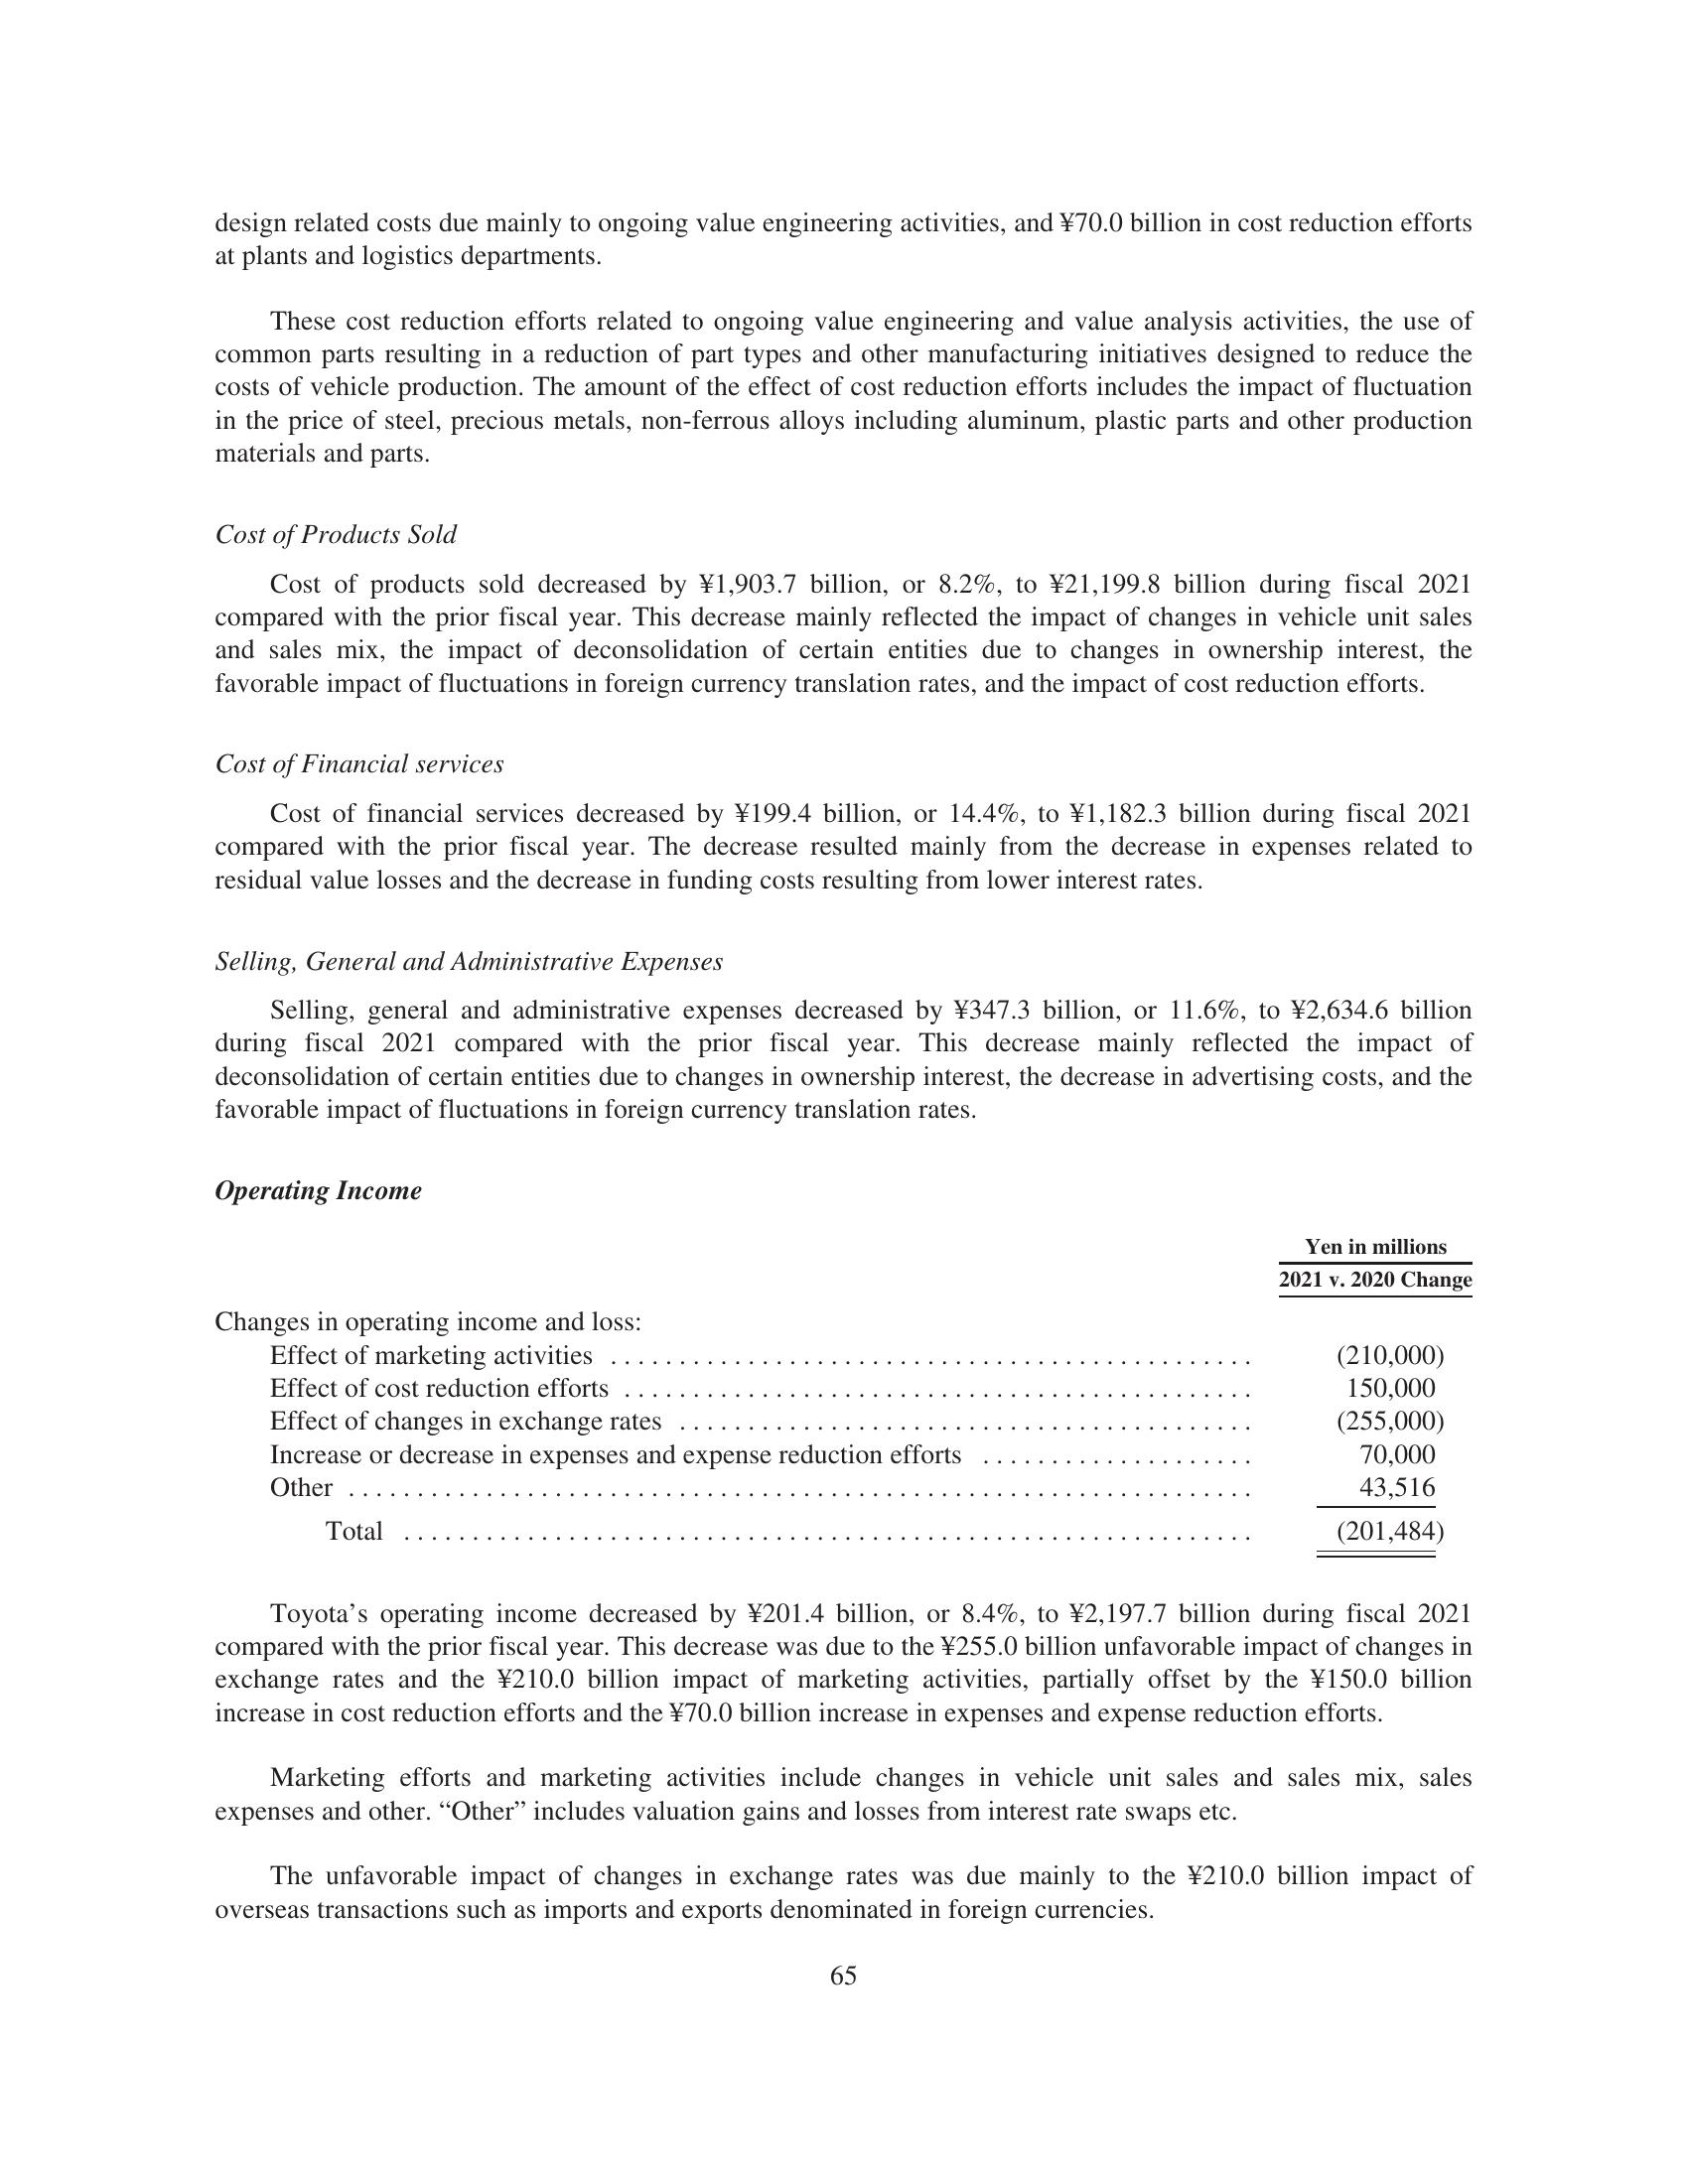 design related costs due mainly to ongoing value engineering activities, and ¥70.0 billion in cost reduction efforts
at plants and logistics departments.
These cost reduction efforts related to ongoing value engineering and value analysis activities, the use of
common parts resulting in a reduction of part types and other manufacturing initiatives designed to reduce the
costs of vehicle production. The amount of the effect of cost reduction efforts includes the impact of fluctuation
in the price of steel, precious metals, non-ferrous alloys including aluminum, plastic parts and other production
materials and parts.
Cost of Products Sold
Cost of products sold decreased by ¥1,903.7 billion, or 8.2%, to ¥21,199.8 billion during fiscal 2021
compared with the prior fiscal year. This decrease mainly reflected the impact of changes in vehicle unit sales
and sales mix, the impact of deconsolidation of certain entities due to changes in ownership interest, the
favorable impact of fluctuations in foreign currency translation rates, and the impact of cost reduction efforts.
Cost of Financial services
Cost of financial services decreased by ¥199.4 billion, or 14.4%, to ¥1,182.3 billion during fiscal 2021
compared with the prior fiscal year. The decrease resulted mainly from the decrease in expenses related to
residual value losses and the decrease in funding costs resulting from lower interest rates.
Selling, General and Administrative Expenses
Selling, general and administrative expenses decreased by ¥347.3 billion, or 11.6%, to ¥2,634.6 billion
during fiscal 2021 compared with the prior fiscal year. This decrease mainly reflected the impact of
deconsolidation of certain entities due to changes in ownership interest, the decrease in advertising costs, and the
favorable impact of fluctuations in foreign currency translation rates.
Operating Income
Yen in millions
2021 v. 2020 Change
Changes in operating income and loss:
Effect of marketing activities (210,000)
Effect of cost reduction efforts 150,000
Effect of changes in exchange rates (255,000)
Increase or decrease in expenses and expense reduction efforts 70,000
Other 43,516
Total (201,484)
Toyota’s operating income decreased by ¥201.4 billion, or 8.4%, to ¥2,197.7 billion during fiscal 2021
compared with the prior fiscal year. This decrease was due to the ¥255.0 billion unfavorable impact of changes in
exchange rates and the ¥210.0 billion impact of marketing activities, partially offset by the ¥150.0 billion
increase in cost reduction efforts and the ¥70.0 billion increase in expenses and expense reduction efforts.
Marketing efforts and marketing activities include changes in vehicle unit sales and sales mix, sales
expenses and other. “Other” includes valuation gains and losses from interest rate swaps etc.
The unfavorable impact of changes in exchange rates was due mainly to the ¥210.0 billion impact of
overseas transactions such as imports and exports denominated in foreign currencies.
65